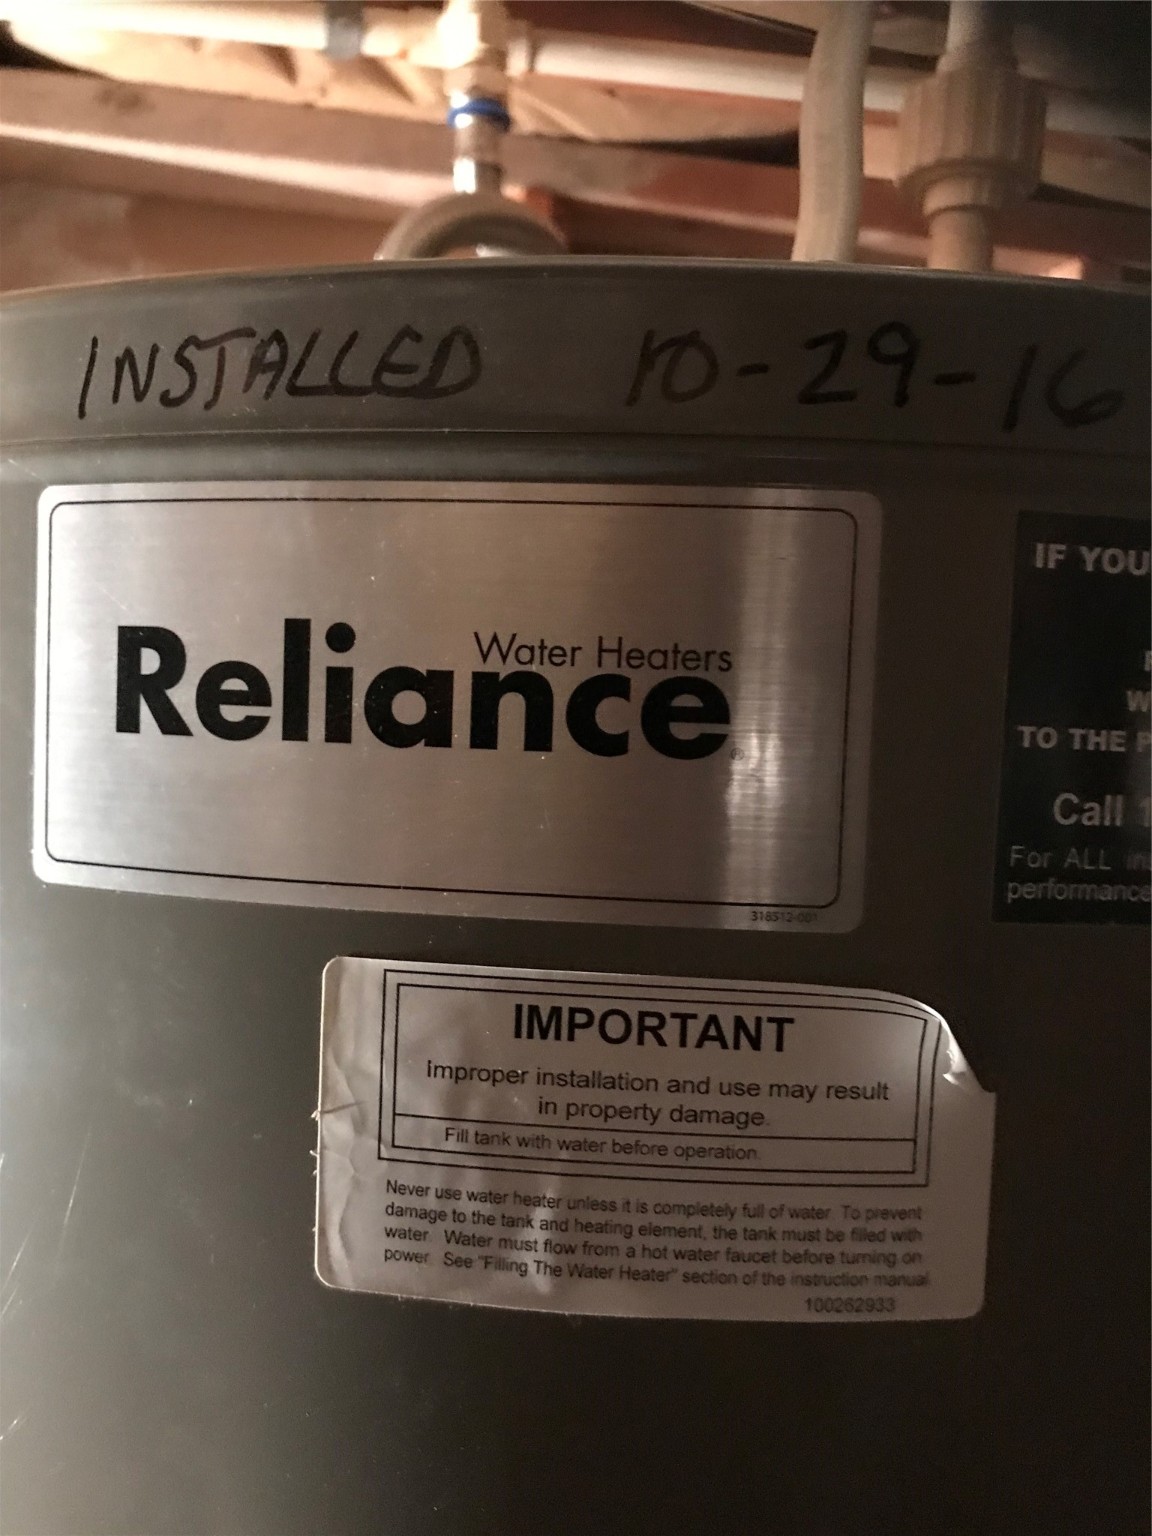 INSTALLED 10-29-16
Water Heaters
Reliance
318512-001
IF YOU
TO THE
Call
For ALL
performance
IMPORTANT
Improper installation and use may result
in property damage.
Fill tank with water before operation.
Never use water heater unless it is completely full of water. To prevent
damage to the tank and heating element, the tank must be filled with
water. Water must flow from a hot water faucet before turning on
power. See "Filling The Water Heater" section of the instruction manual.
100262933